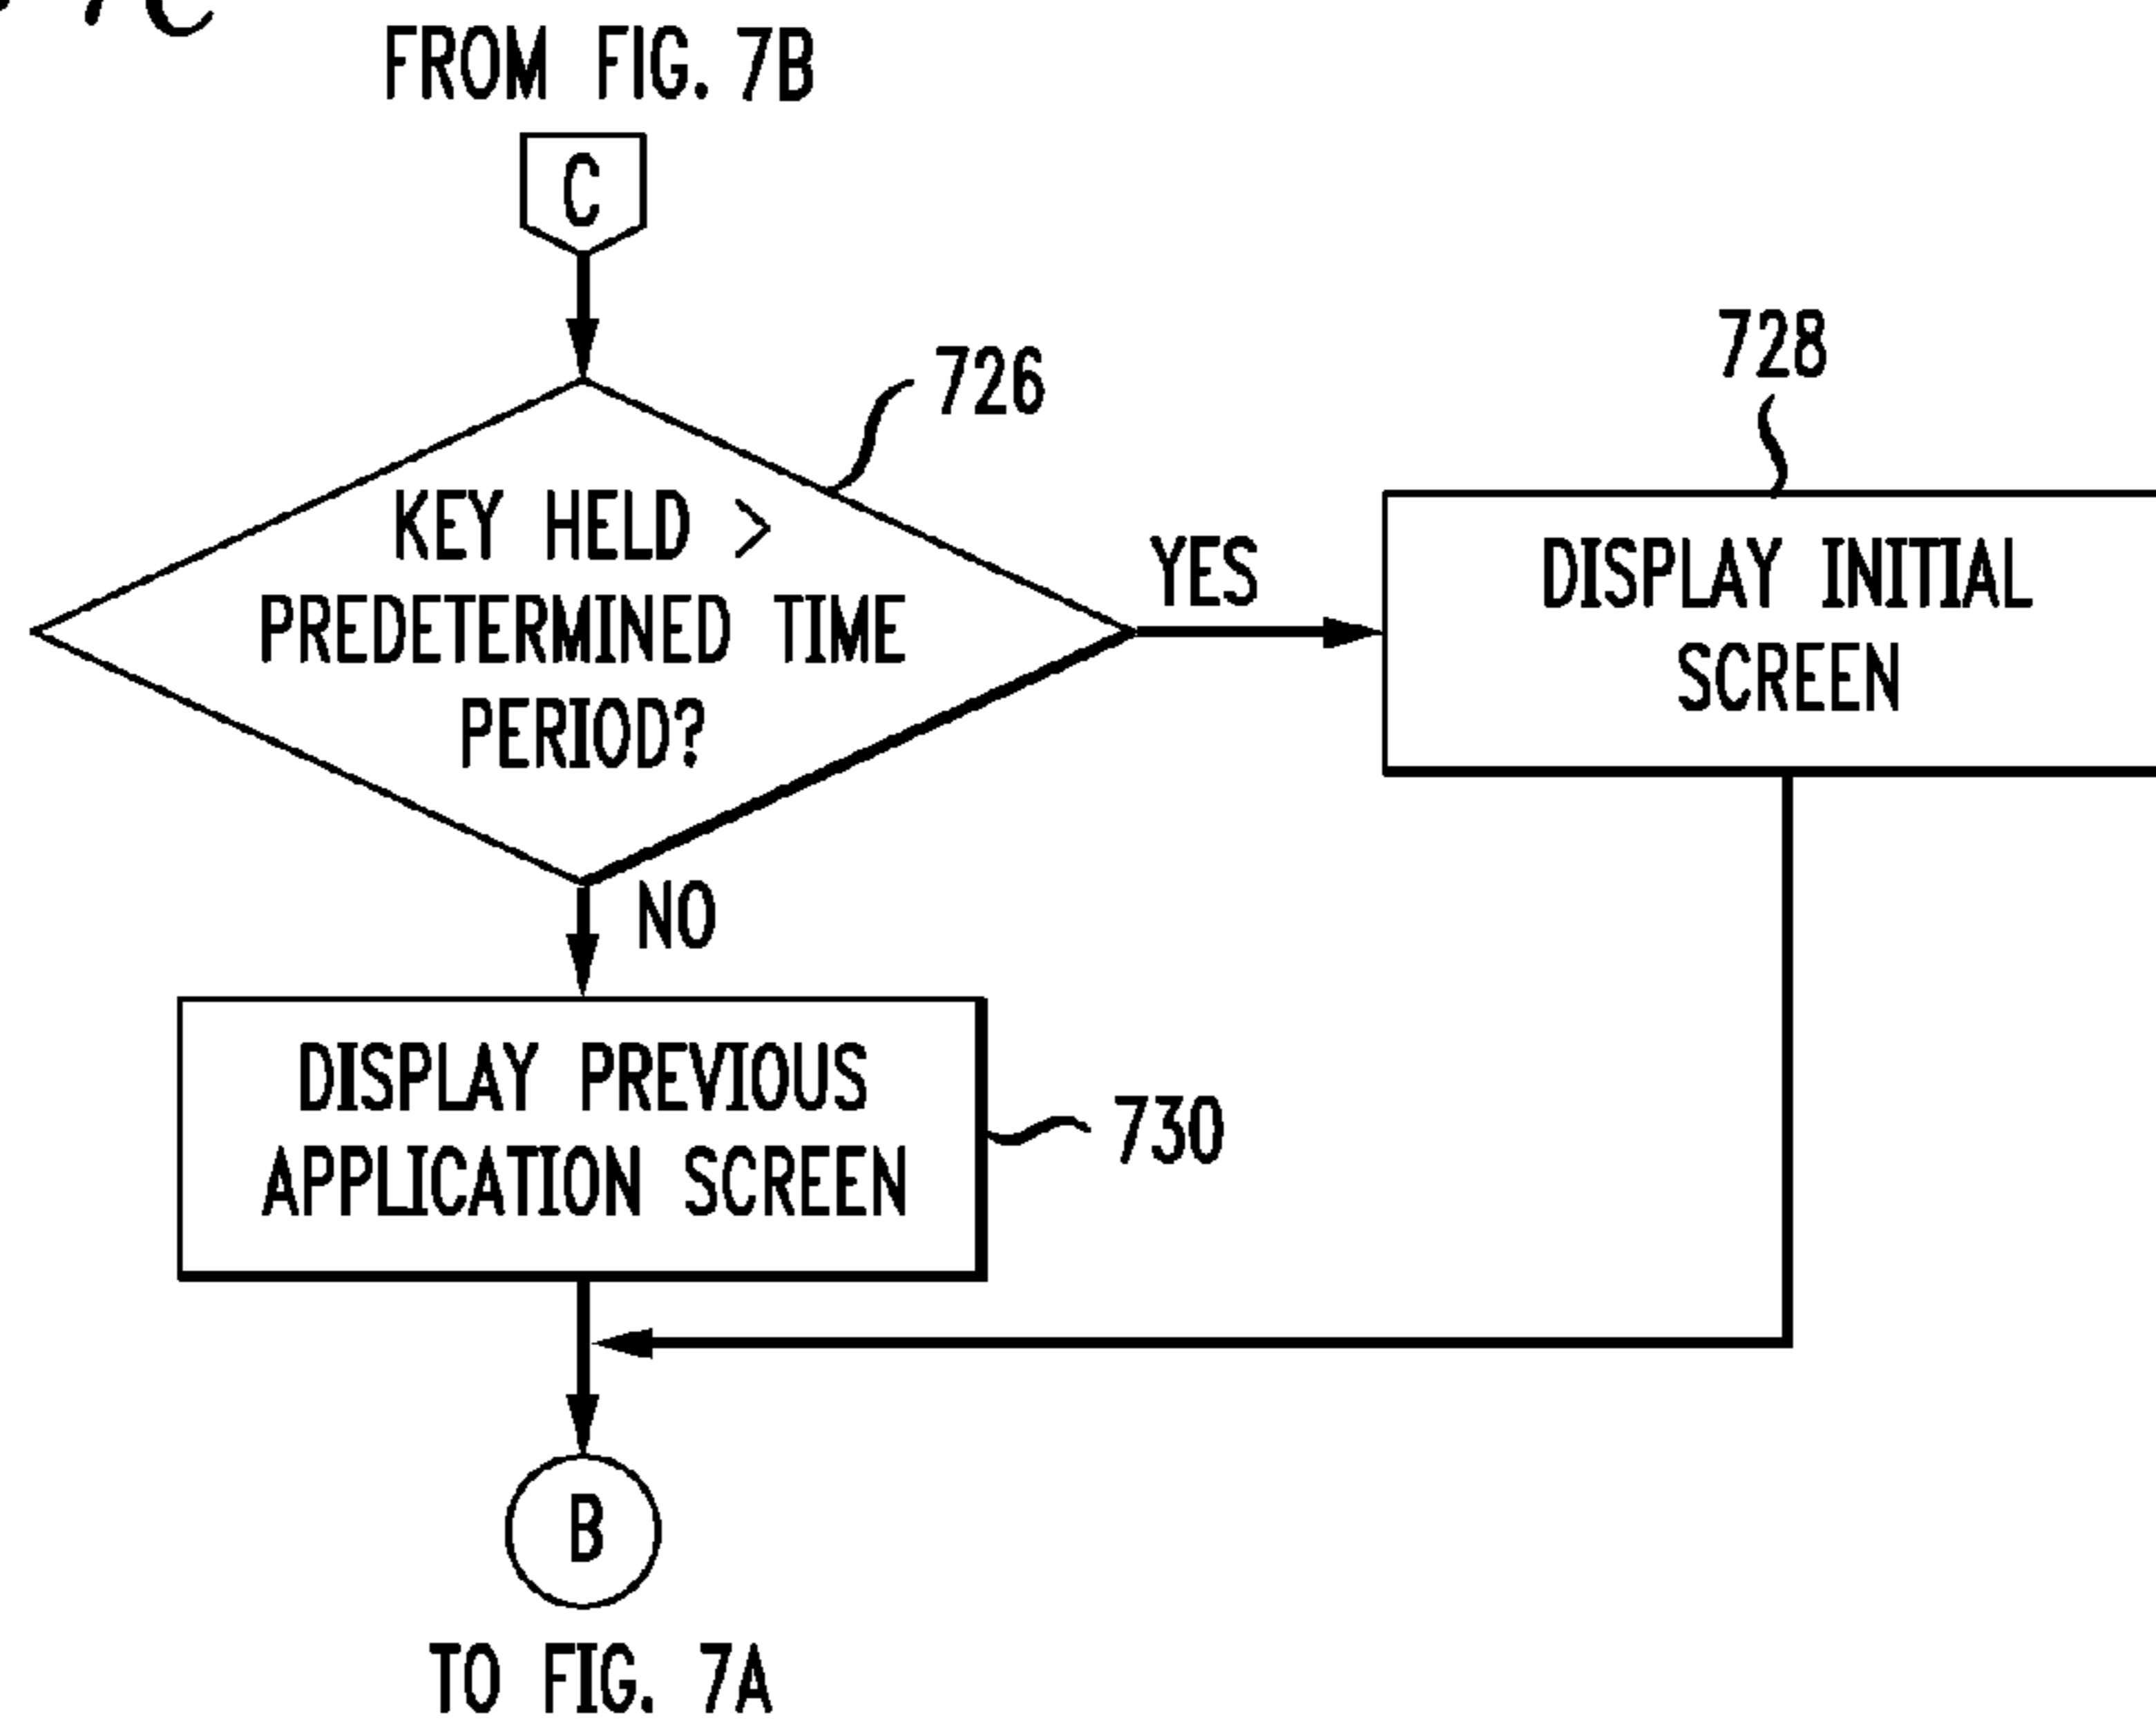 7C
FROM FIG. 7B
C
726
728
KEY HELD >
PREDETERMINED TIME
PERIOD?
YES
DISPLAY INITIAL
SCREEN
NO
DISPLAY PREVIOUS
APPLICATION SCREEN
730
B
TO FIG. 7A